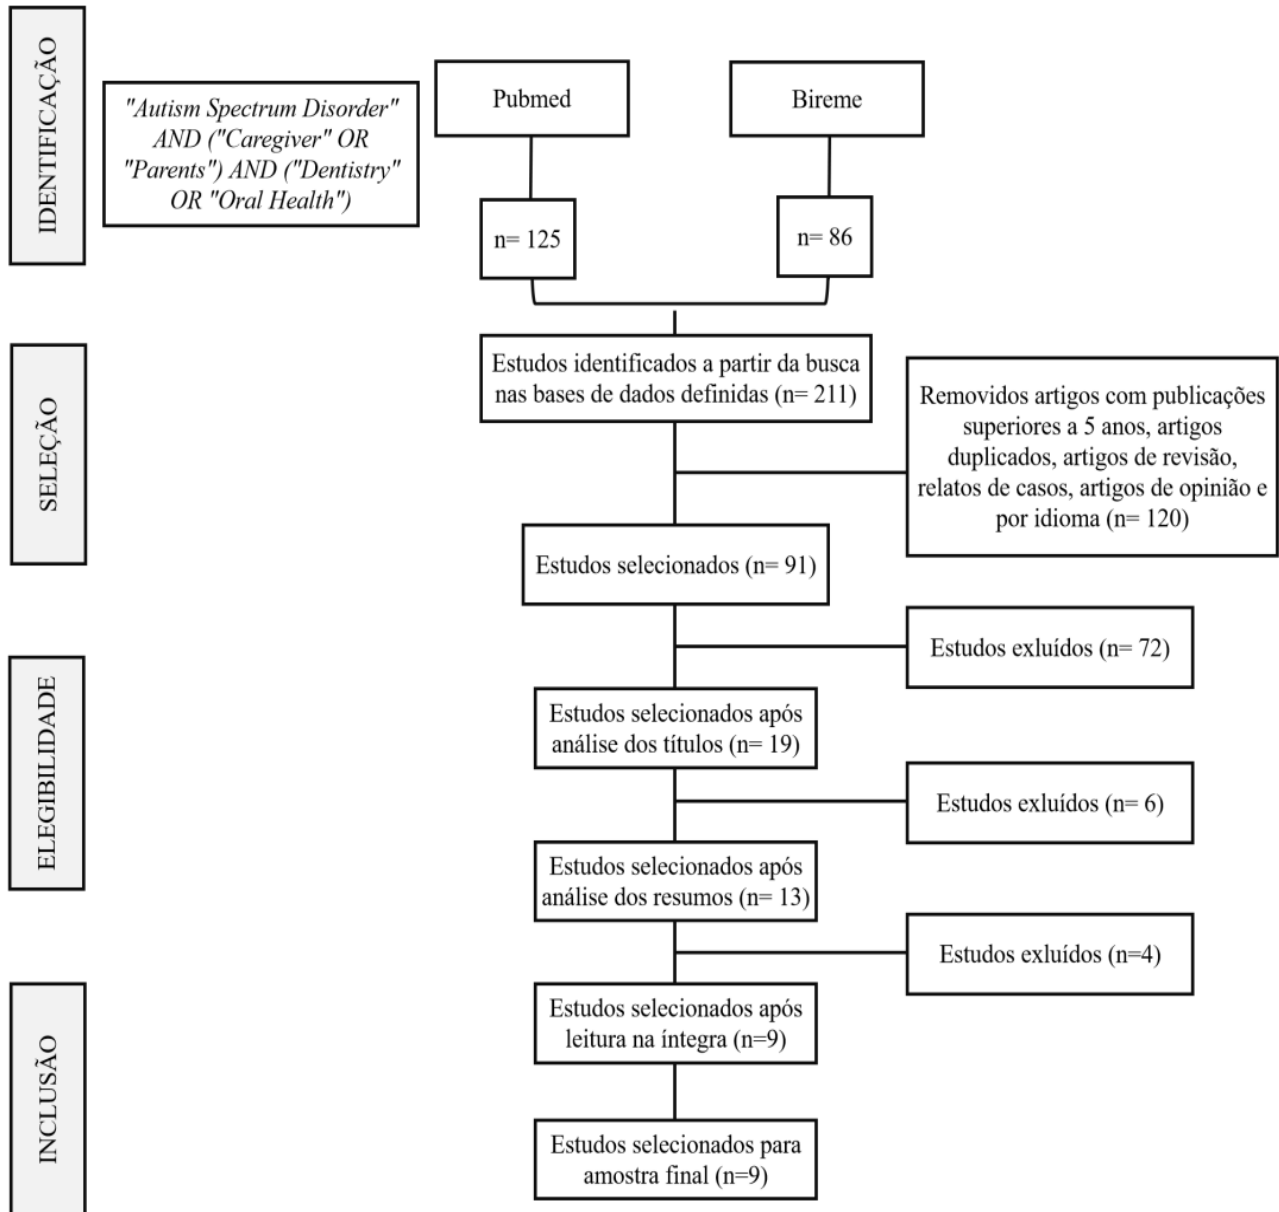 IDENTIFICAÇÃO
"Autism Spectrum Disorder"
AND ("Caregiver" OR
"Parents") AND ("Dentistry"
OR "Oral Health")
Pubmed
Bireme
n= 125
n= 86
SELEÇÃO
Estudos identificados a partir da busca
nas bases de dados definidas (n= 211)
Removidos artigos com publicações
superiores a 5 anos, artigos
duplicados, artigos de revisão,
relatos de casos, artigos de opinião e
por idioma (n= 120)
Estudos selecionados (n= 91)
Estudos exluídos (n= 72)
ELEGIBILIDADE
Estudos selecionados após
análise dos títulos (n= 19)
Estudos exluídos (n= 6)
Estudos selecionados após
análise dos resumos (n= 13)
Estudos exluídos (n=4)
INCLUSÃO
Estudos selecionados após
leitura na íntegra (n=9)
Estudos selecionados para
amostra final (n=9)